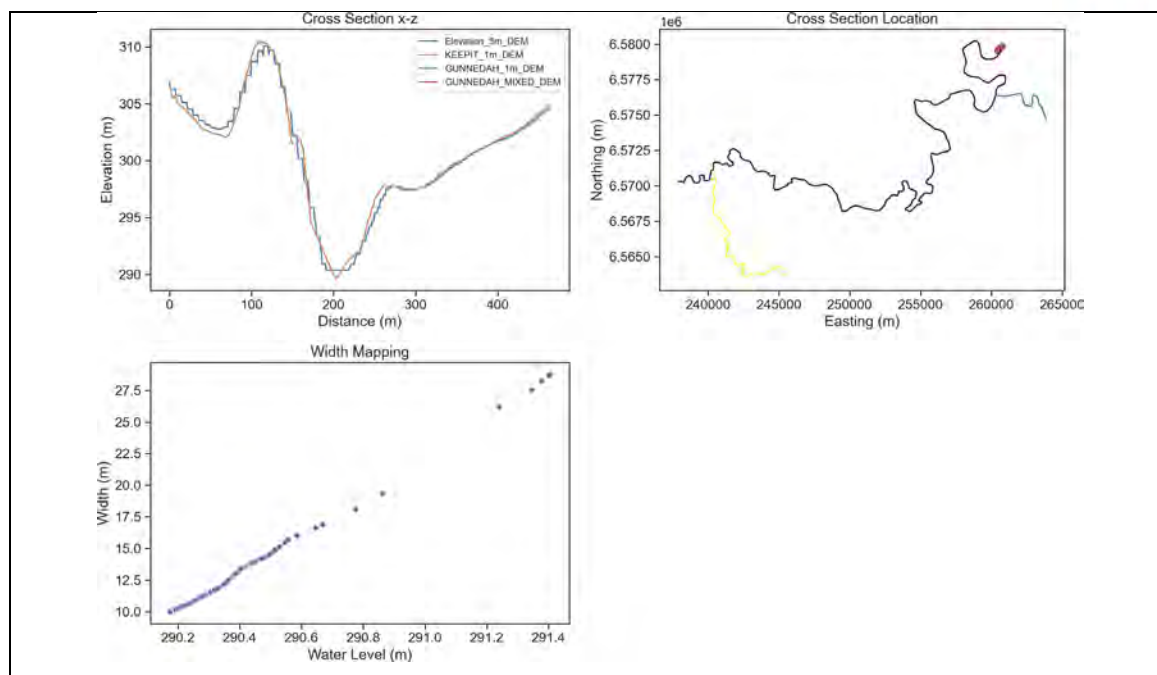 Cross Section x-z
310
305
300
295
290
Elevation (m)
0 100 200 300 400
Distance (m)
Elevation_5m_DEM
KEEPIT_1m_DEM
GUNNEDAH_1m_DEM
GUNNEDAH_MIXED_DEM
Cross Section Location
1e6
6.5800
6.5775
6.5750
6.5725
6.5700
6.5675
6.5650
Northing (m)
240000 245000 250000 255000 260000 265000
Easting (m)
Width Mapping
27.5
25.0
22.5
20.0
17.5
15.0
12.5
10.0
Width (m)
290.2 290.4 290.6 290.8 291.0 291.2 291.4
Water Level (m)